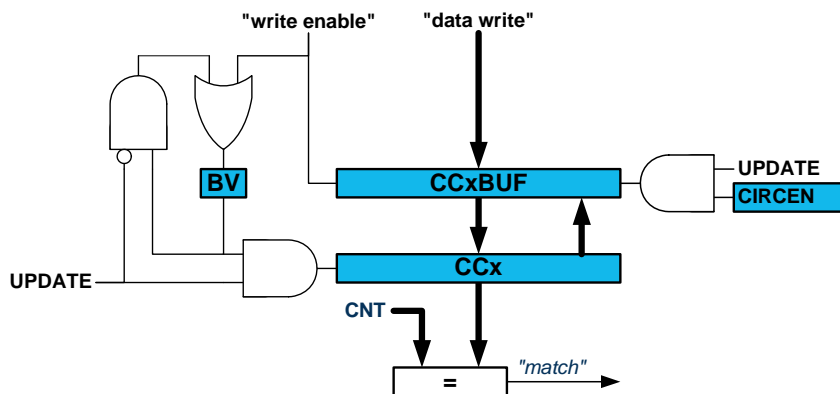 "write enable"
"data write"
BV
CCxBUF
UPDATE
CIRCEN
UPDATE
CCx
CNT
=
"match"